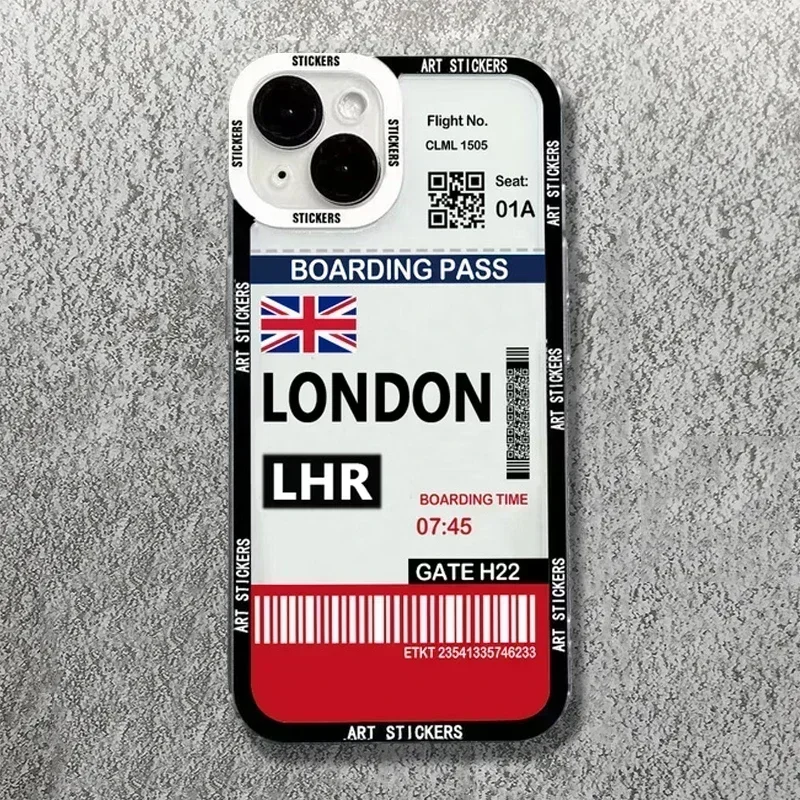 STICKERS
STICKERS
STICKERS
STICKERS
ART STICKERS
Flight No.
CLML 1505
Seat:
01A
ART STICKERS
BOARDING PASS
ART STICKERS
LONDON
ART STICKERS
LHR
BOARDING TIME
07:45
GATE H22
ART STICKERS
ART STICKERS
ETKT 23541335746233
ART STICKERS